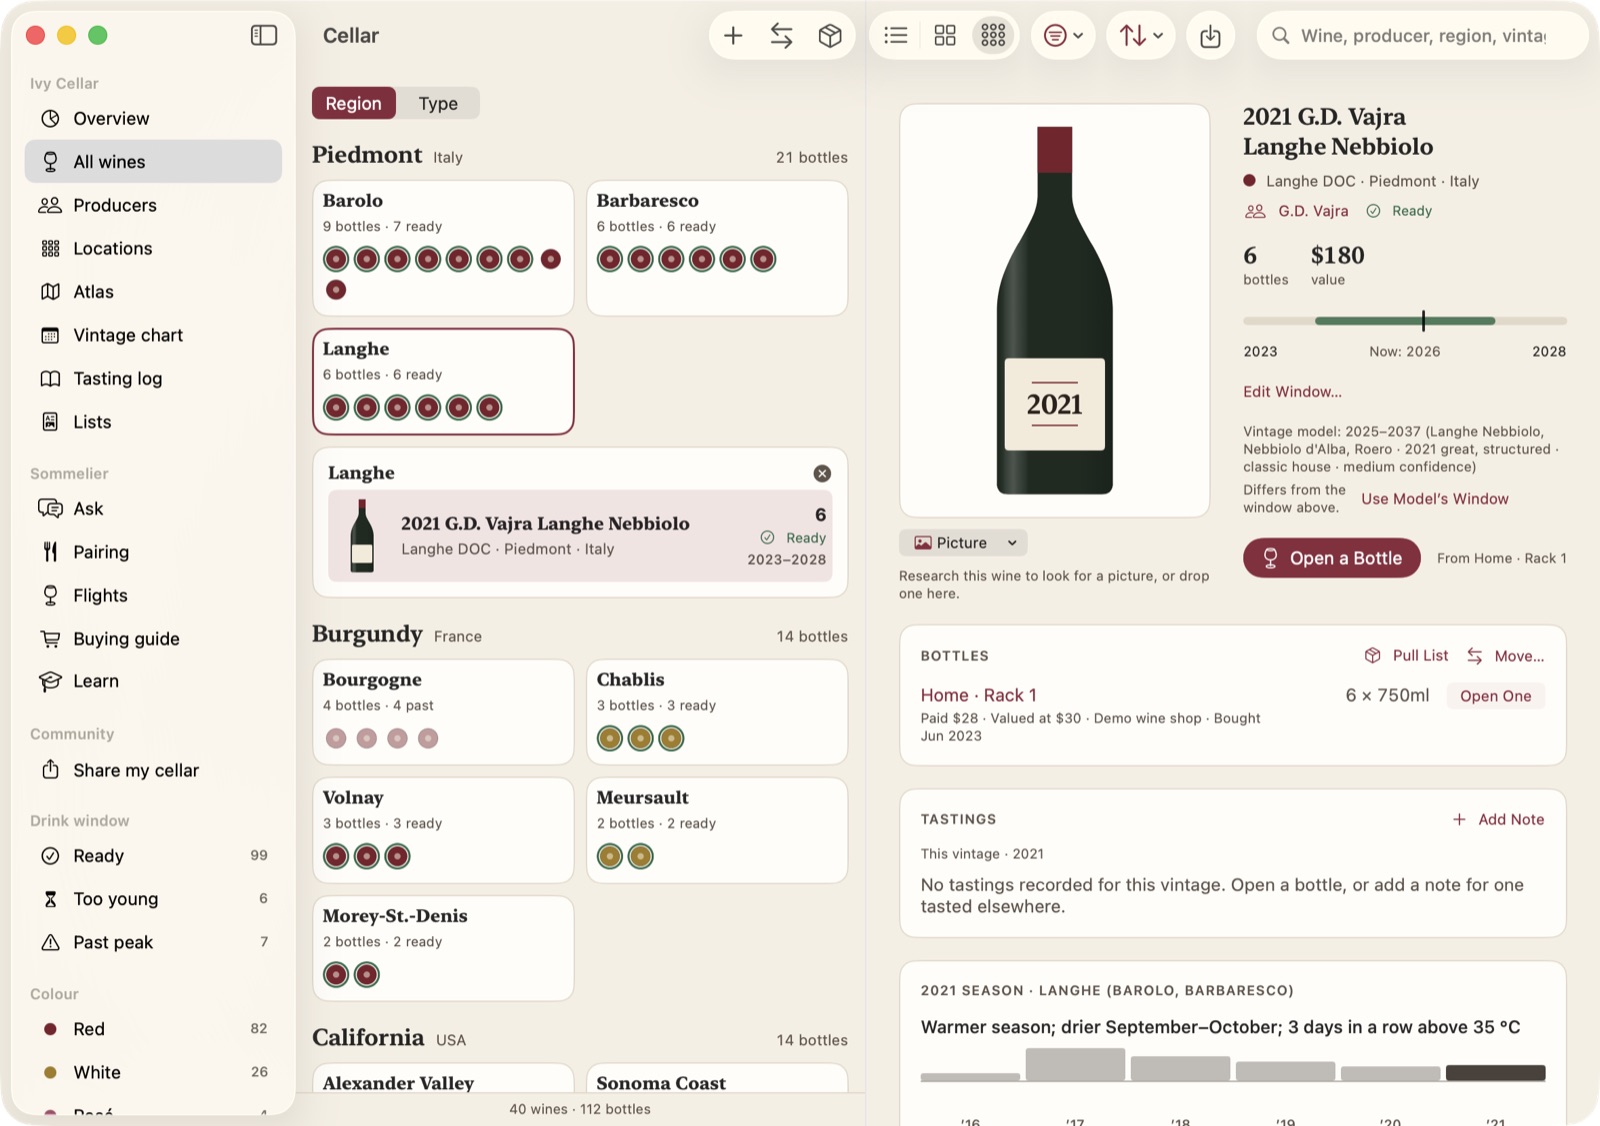 Ivy Cellar
Overview
All wines
Producers
Locations
Atlas
Vintage chart
Tasting log
Lists
Sommelier
Ask
Pairing
Flights
Buying guide
Learn
Community
Share my cellar
Drink window
Ready 99
Too young 6
Past peak 7
Colour
Red 82
White 26
Cellar
Region Type
Piedmont Italy 21 bottles
Barolo
9 bottles · 7 ready
Barbaresco
6 bottles · 6 ready
Langhe
6 bottles · 6 ready
Langhe
2021 G.D. Vajra Langhe Nebbiolo
Langhe DOC · Piedmont · Italy
6
Ready
2023–2028
Burgundy France 14 bottles
Bourgogne
4 bottles · 4 past
Chablis
3 bottles · 3 ready
Volnay
3 bottles · 3 ready
Meursault
2 bottles · 2 ready
Morey-St.-Denis
2 bottles · 2 ready
California USA 14 bottles
Alexander Valley
Sonoma Coast
40 wines · 112 bottles
Wine, producer, region,
2021
Picture
Research this wine to look for a picture, or drop
one here.
2021 G.D. Vajra
Langhe Nebbiolo
Langhe DOC · Piedmont · Italy
G.D. Vajra Ready
6 $180
bottles value
2023 Now: 2026 2028
Edit Window...
Vintage model: 2025–2037 (Langhe Nebbiolo,
Nebbiolo d'Alba, Roero · 2021 great, structured ·
classic house · medium confidence)
Differs from the
window above.
Use Model's Window
Open a Bottle From Home · Rack 1
BOTTLES Pull List Move...
Home · Rack 1 6 × 750ml Open One
Paid $28 · Valued at $30 · Demo wine shop · Bought
Jun 2023
TASTINGS Add Note
This vintage · 2021
No tastings recorded for this vintage. Open a bottle, or add a note for one
tasted elsewhere.
2021 SEASON · LANGHE (BAROLO, BARBARESCO)
Warmer season; drier September–October; 3 days in a row above 35 °C
'16 '17 '18 '19 '20 '21